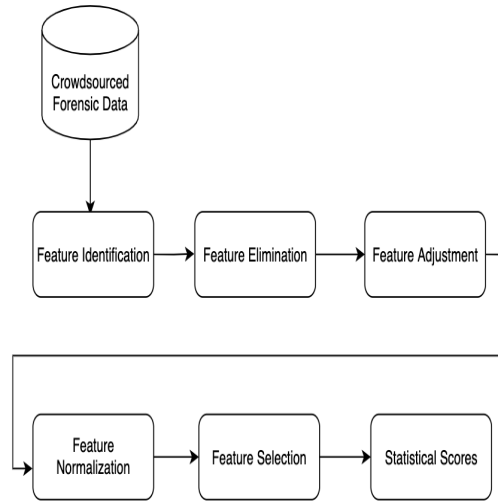 Crowdsourced
Forensic Data
Feature Identification
Feature Elimination
Feature Adjustment
Feature
Normalization
Feature Selection
Statistical Scores